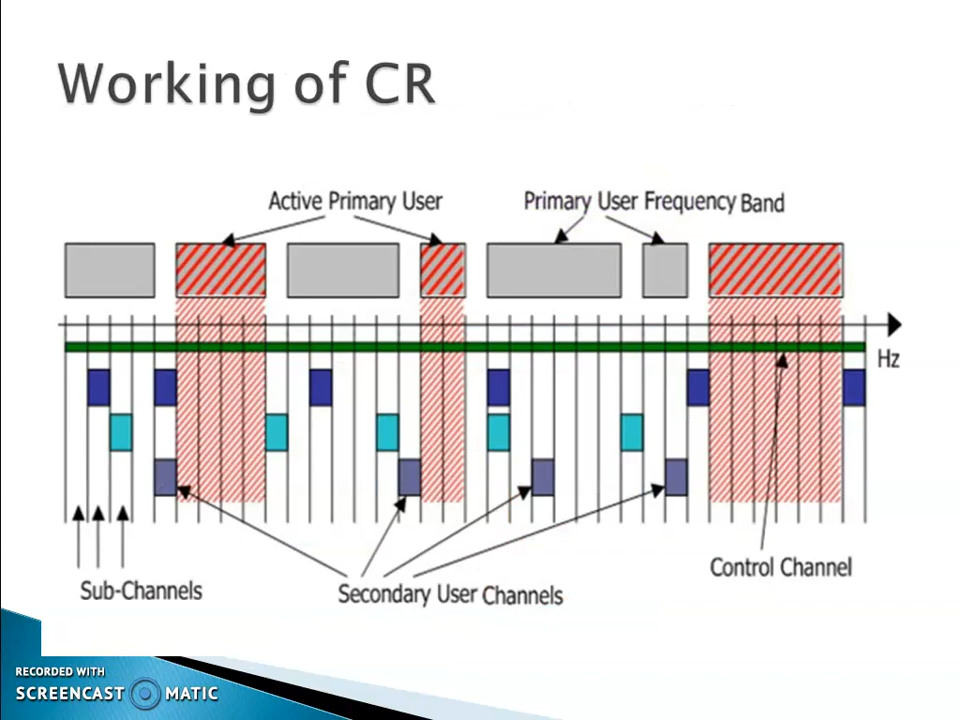 Working of CR
Active Primary User
Primary User Frequency Band
Hz
Control Channel
Sub-Channels
Secondary User Channels
RECORDED WITH
SCREENCAST MATIC